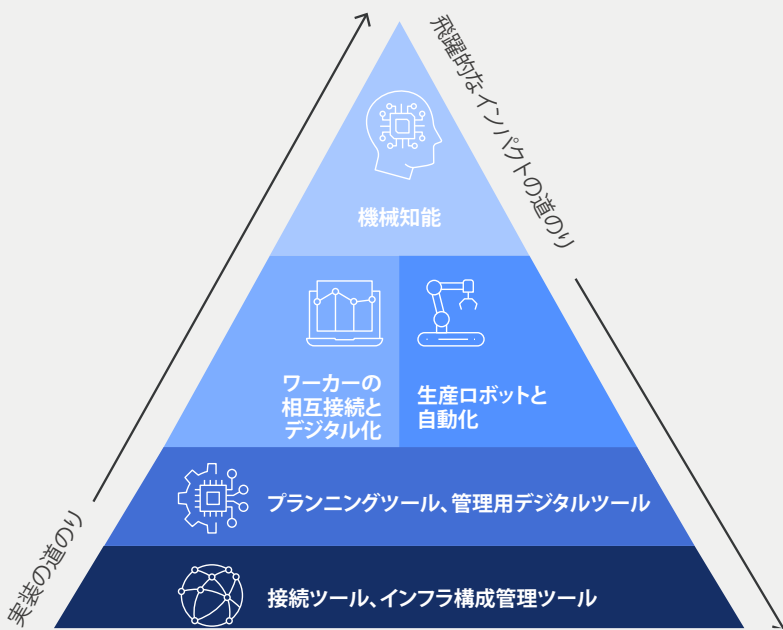 飛躍的なインパクトの道のり
機械知能
ワーカーの
相互接続と
デジタル化
生産ロボットと
自動化
プランニングツール、管理用デジタルツール
実装の道のり
接続ツール、インフラ構成管理ツール